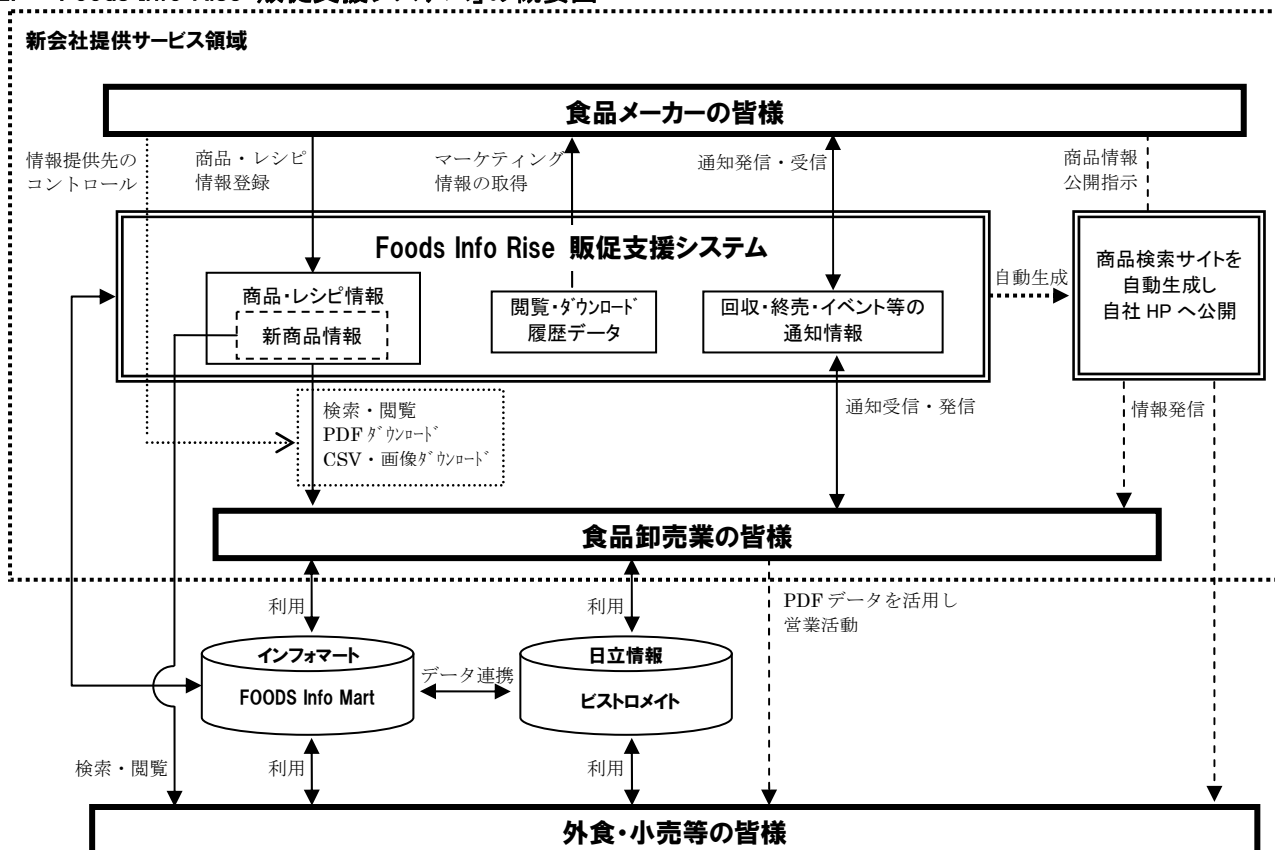 新会社提供サービス領域
食品メーカーの皆様
情報提供先の
コントロール
商品・レシピ
情報登録
マーケティング
情報の取得
通知発信・受信
商品情報
公開指示
Foods Info Rise 販促支援システム
商品・レシピ情報
新商品情報
閲覧・ﾀﾞｳﾝﾛｰﾄﾞ
履歴データ
回収・終売・イベント等の
通知情報
自動生成
商品検索サイトを
自動生成し
自社 HP へ公開
検索・閲覧
PDF ﾀﾞｳﾝﾛｰﾄﾞ
CSV・画像ﾀﾞｳﾝﾛｰﾄﾞ
通知受信・発信
情報発信
食品卸売業の皆様
利用
利用
PDF データを活用し
営業活動
インフォマート
FOODS Info Mart
データ連携
日立情報
ビストロメイト
検索・閲覧
利用
利用
外食・小売等の皆様